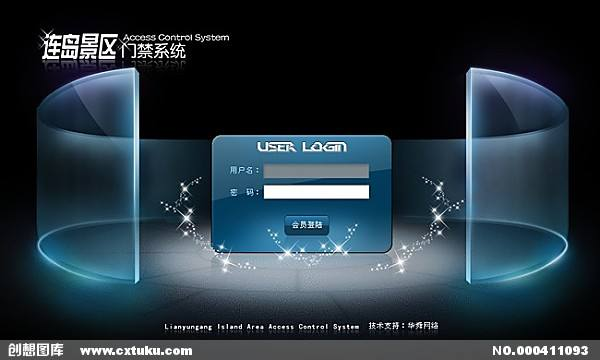 连岛景区 Access Control System
门禁系统
USER LOGIN
用户名：
密 码：
会员登陆
Lianyungang Island Area Access Control System 技术支持：华舜网络
创想图库 www.cxtuku.com NO.000411093